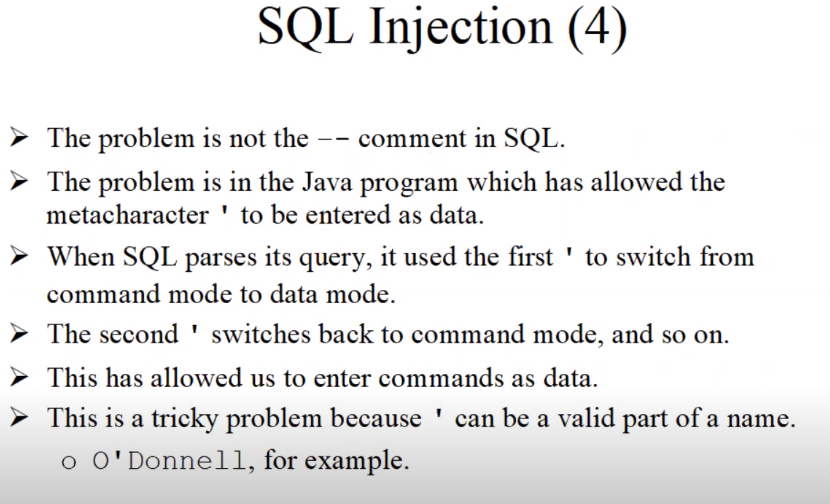 SQL Injection (4)
➢ The problem is not the -- comment in SQL.
➢ The problem is in the Java program which has allowed the
metacharacter ' to be entered as data.
➢ When SQL parses its query, it used the first ' to switch from
command mode to data mode.
➢ The second ' switches back to command mode, and so on.
➢ This has allowed us to enter commands as data.
➢ This is a tricky problem because ' can be a valid part of a name.
o O'Donnell, for example.